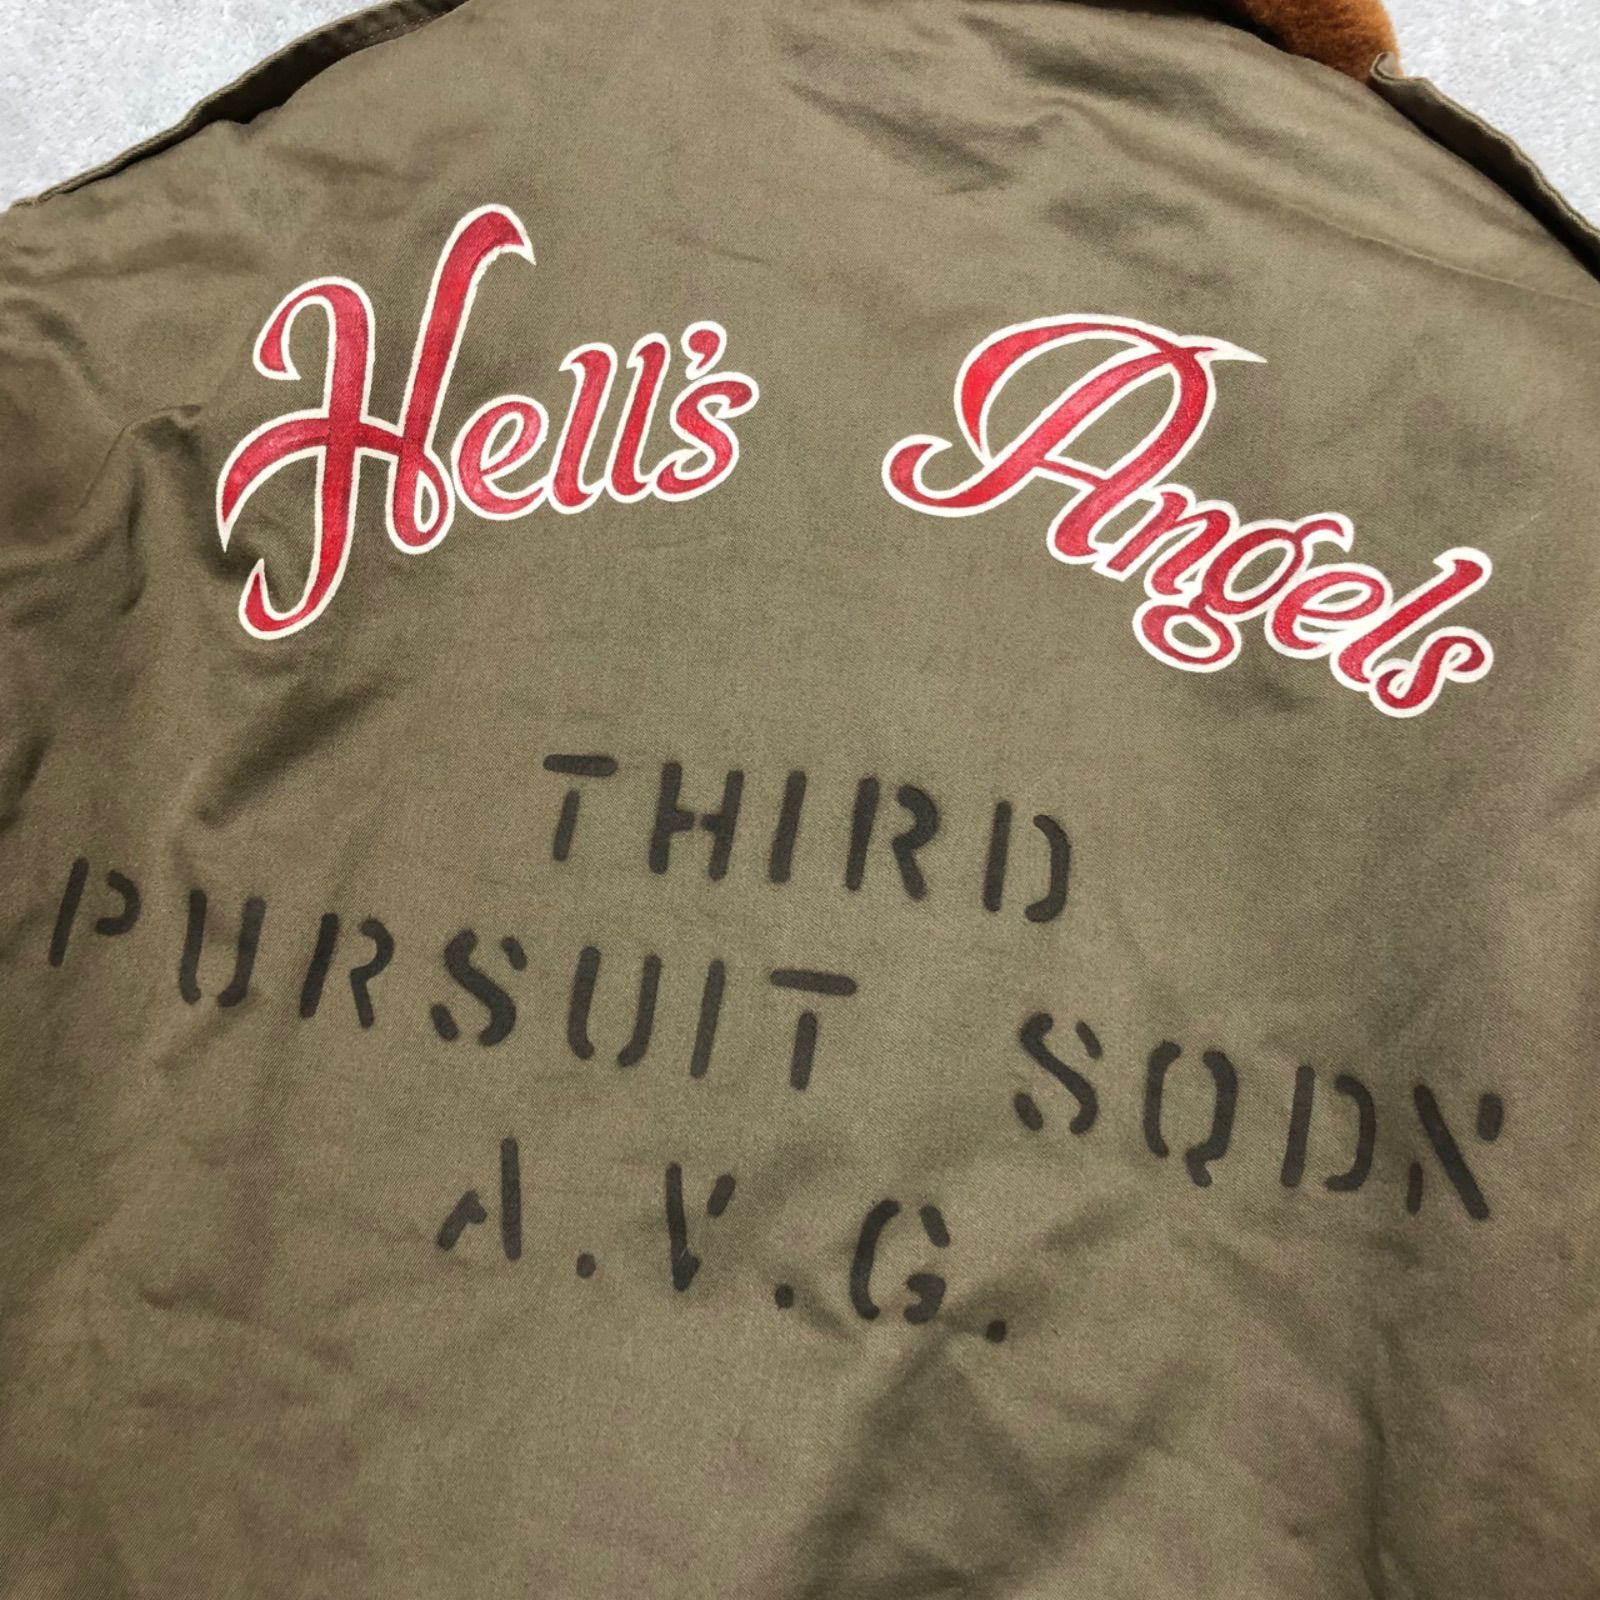 Hell's Angels
THIRD
PURSUIT SQDN
A.V.G.